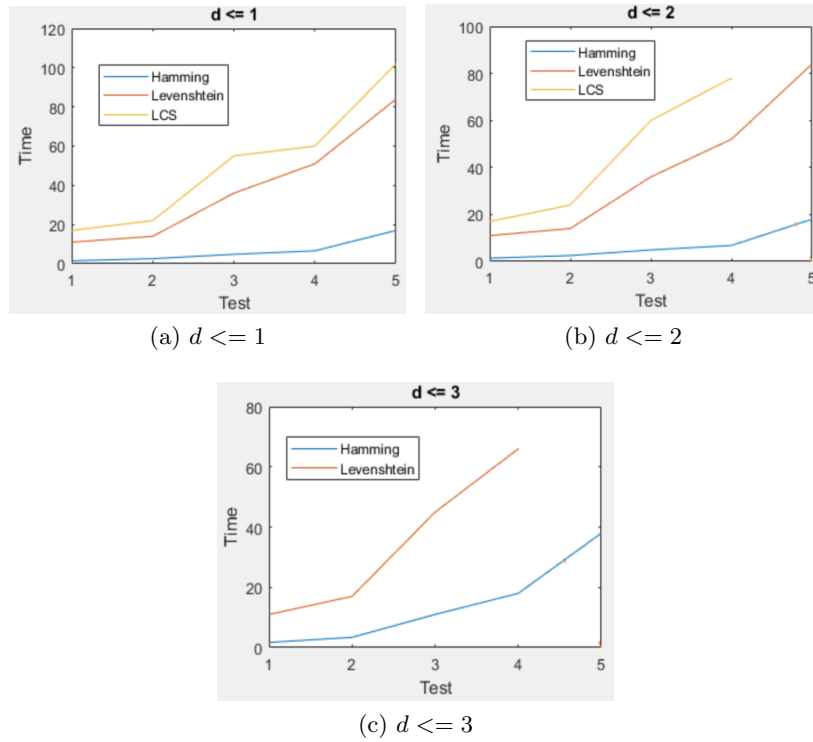 d <= 1
120
100
80
60
40
20
0
Time
Hamming
Levenshtein
LCS
1 2 3 4 5
Test
(a) d <= 1
d <= 2
100
80
60
40
20
0
Time
Hamming
Levenshtein
LCS
1 2 3 4 5
Test
(b) d <= 2
d <= 3
80
60
40
20
0
Time
Hamming
Levenshtein
1 2 3 4 5
Test
(c) d <= 3